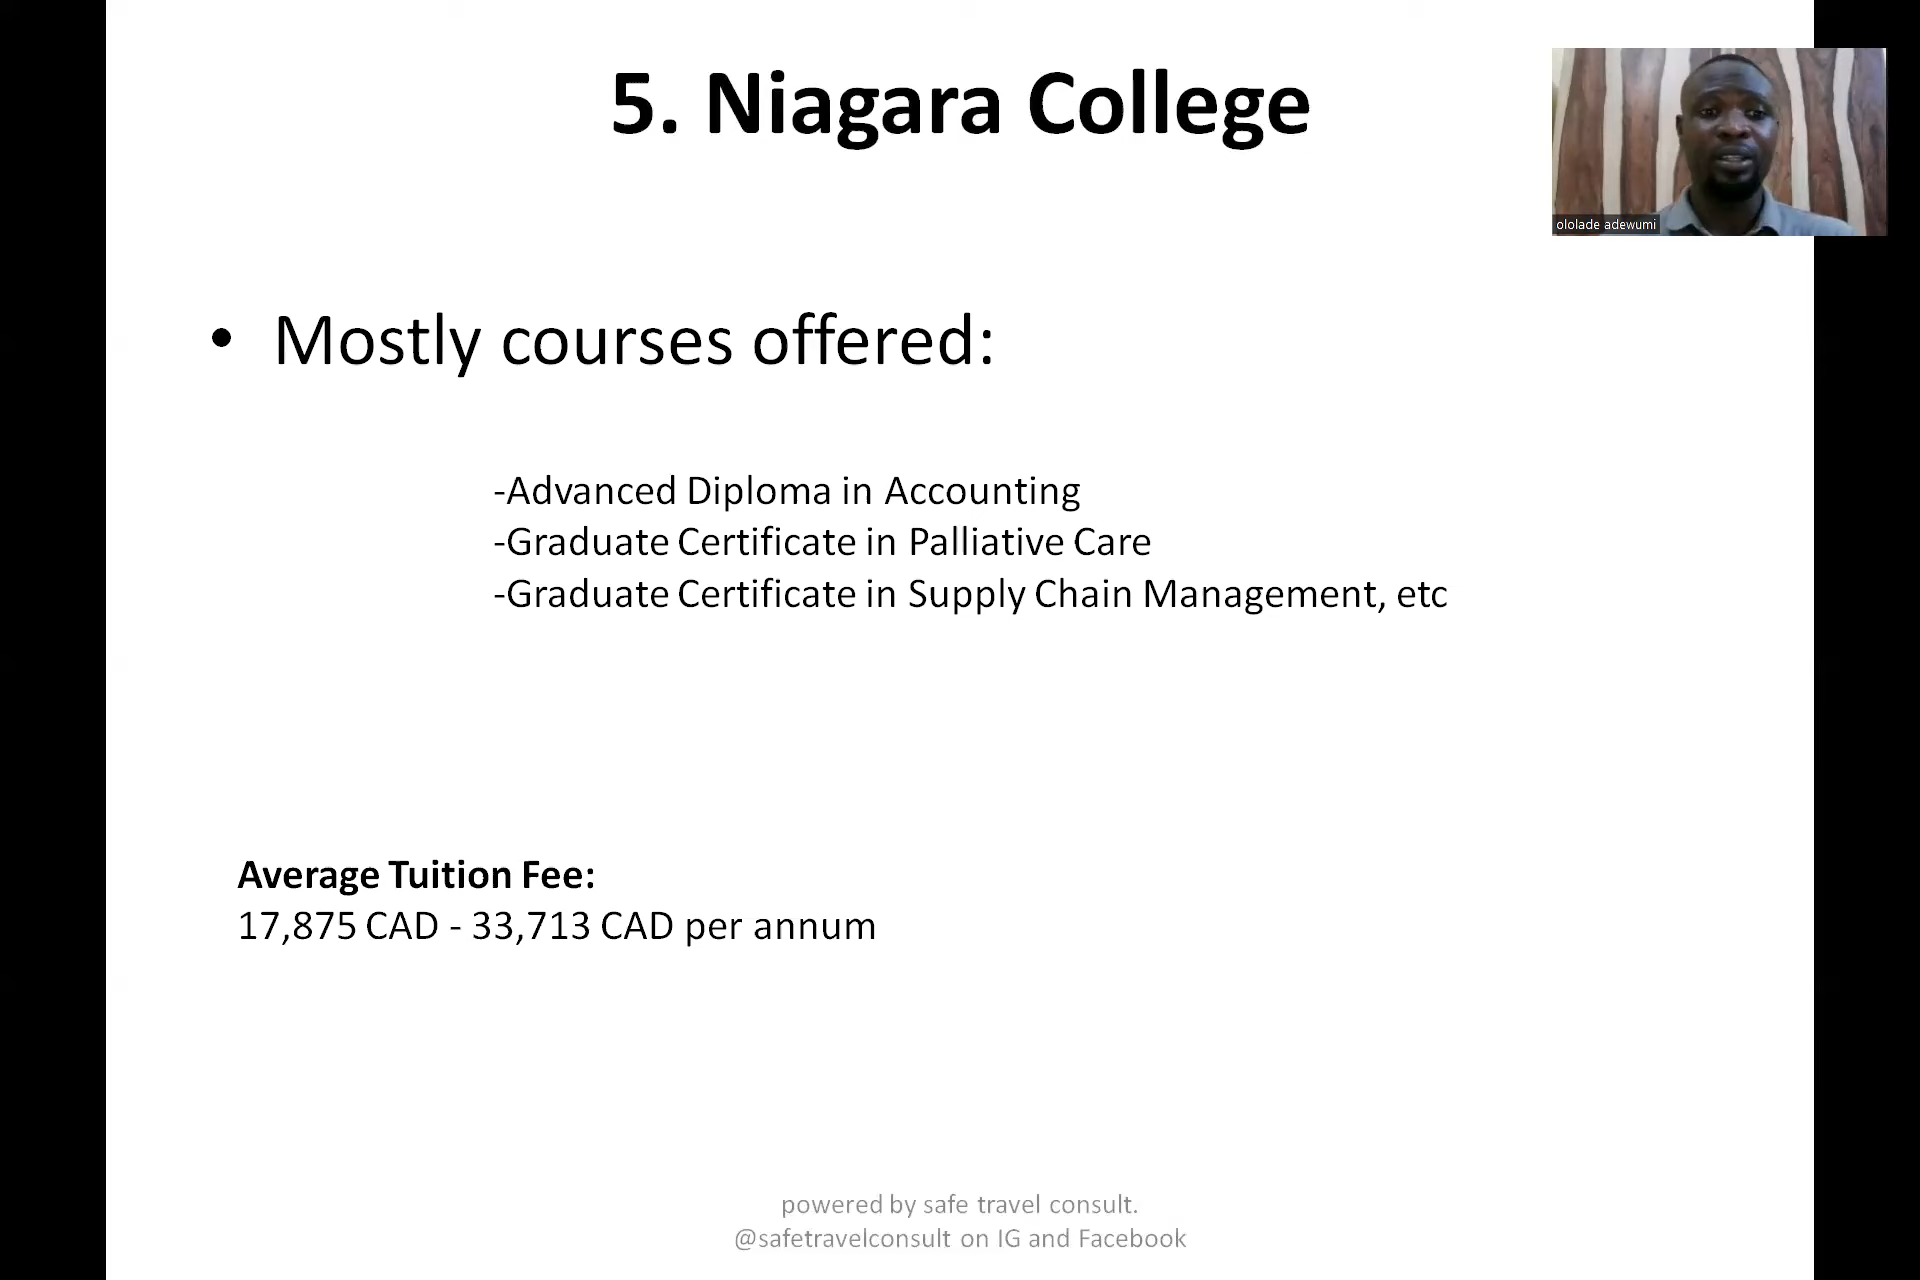 5. Niagara College
ololade adewumi
• Mostly courses offered:
-Advanced Diploma in Accounting
-Graduate Certificate in Palliative Care
-Graduate Certificate in Supply Chain Management, etc
Average Tuition Fee:
17,875 CAD - 33,713 CAD per annum
powered by safe travel consult.
@safetravelconsult on IG and Facebook